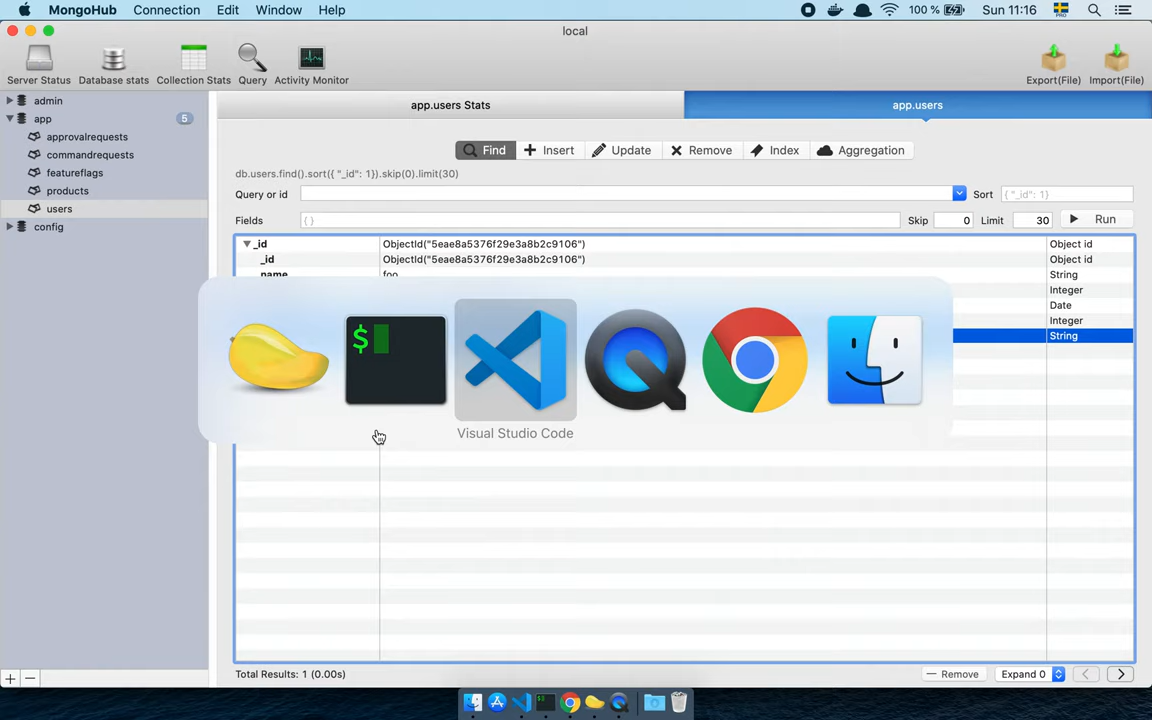 MongoHub Connection Edit Window Help 100 % Sun 11:16 PRO
local
Server Status Database stats Collection Stats Query Activity Monitor Export(File) Import(File)
admin
app 5
approvalrequests
commandrequests
featureflags
products
users
config
app.users Stats app.users
Find Insert Update Remove Index Aggregation
db.users.find().sort({ "_id": 1}).skip(0).limit(30)
Query or id Sort { "_id": 1}
Fields { } Skip 0 Limit 30 Run
_id ObjectId("5eae8a5376f29e3a8b2c9106") Object id
_id ObjectId("5eae8a5376f29e3a8b2c9106") Object id
name foo String
Integer
Date
Integer
String
$
Visual Studio Code
Total Results: 1 (0.00s) Remove Expand 0